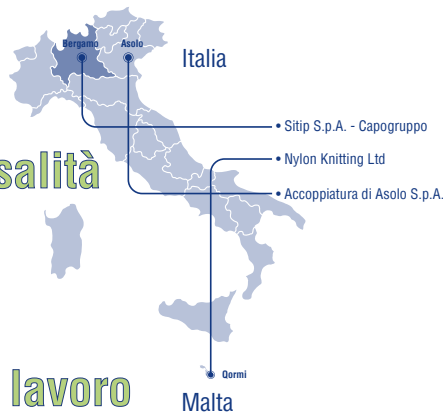 Bergamo
Asolo
Italia
• Sitip S.p.A. - Capogruppo
• Nylon Knitting Ltd
salità
• Accoppiatura di Asolo S.p.A.
Qormi
lavoro
Malta